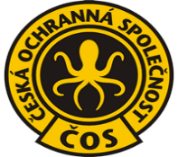 ČESKÁ OCHRANNÁ SPOLEČNOST
ČOS